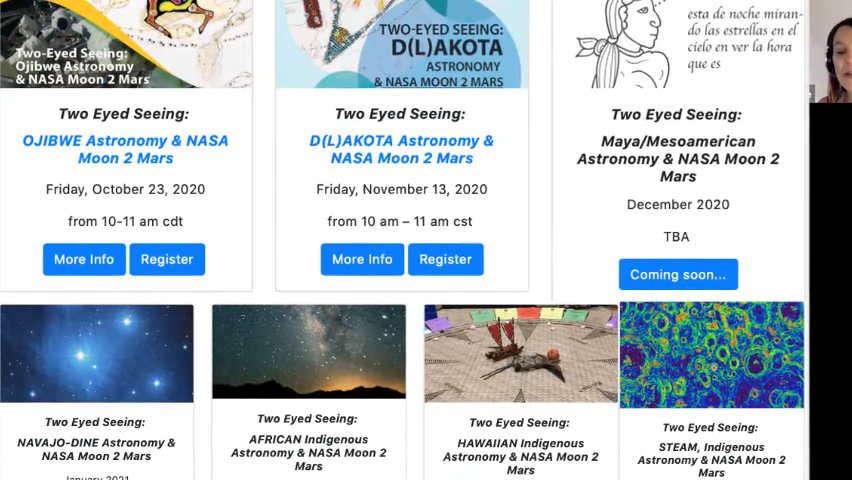 Two-Eyed Seeing:
Ojibwe Astronomy
& NASA Moon 2 Mars
TWO-EYED SEEING:
D(L)AKOTA
ASTRONOMY
& NASA MOON 2 MARS
esta de noche miran-
do las estrellas en el
cielo en ver la hora
que es
Two Eyed Seeing:
OJIBWE Astronomy & NASA
Moon 2 Mars
Friday, October 23, 2020
from 10-11 am cdt
More Info
Register
Two Eyed Seeing:
D(L)AKOTA Astronomy &
NASA Moon 2 Mars
Friday, November 13, 2020
from 10 am – 11 am cst
More Info
Register
Two Eyed Seeing:
Maya/Mesoamerican
Astronomy & NASA Moon 2
Mars
December 2020
TBA
Coming soon...
Two Eyed Seeing:
NAVAJO-DINE Astronomy &
NASA Moon 2 Mars
January 2021
Two Eyed Seeing:
AFRICAN Indigenous
Astronomy & NASA Moon 2
Mars
Two Eyed Seeing:
HAWAIIAN Indigenous
Astronomy & NASA Moon 2
Mars
Two Eyed Seeing:
STEAM, Indigenous
Astronomy & NASA Moon 2
Mars